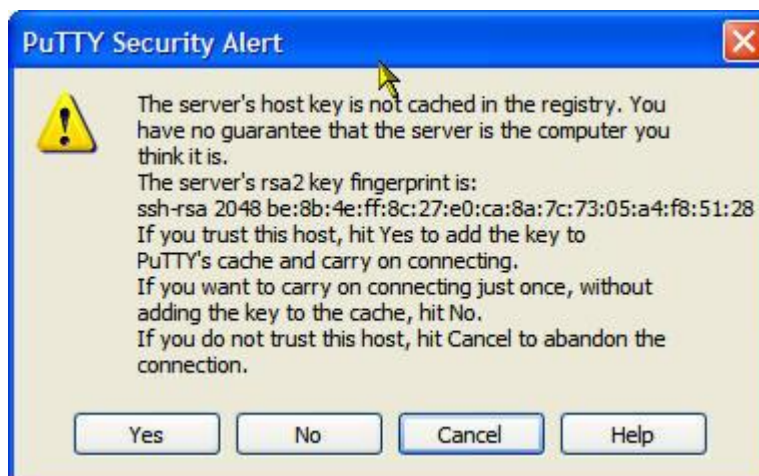 PuTTY Security Alert
The server's host key is not cached in the registry. You
have no guarantee that the server is the computer you
think it is.
The server's rsa2 key fingerprint is:
ssh-rsa 2048 be:8b:4e:ff:8c:27:e0:ca:8a:7c:73:05:a4:f8:51:28
If you trust this host, hit Yes to add the key to
PuTTY's cache and carry on connecting.
If you want to carry on connecting just once, without
adding the key to the cache, hit No.
If you do not trust this host, hit Cancel to abandon the
connection.
Yes No Cancel Help